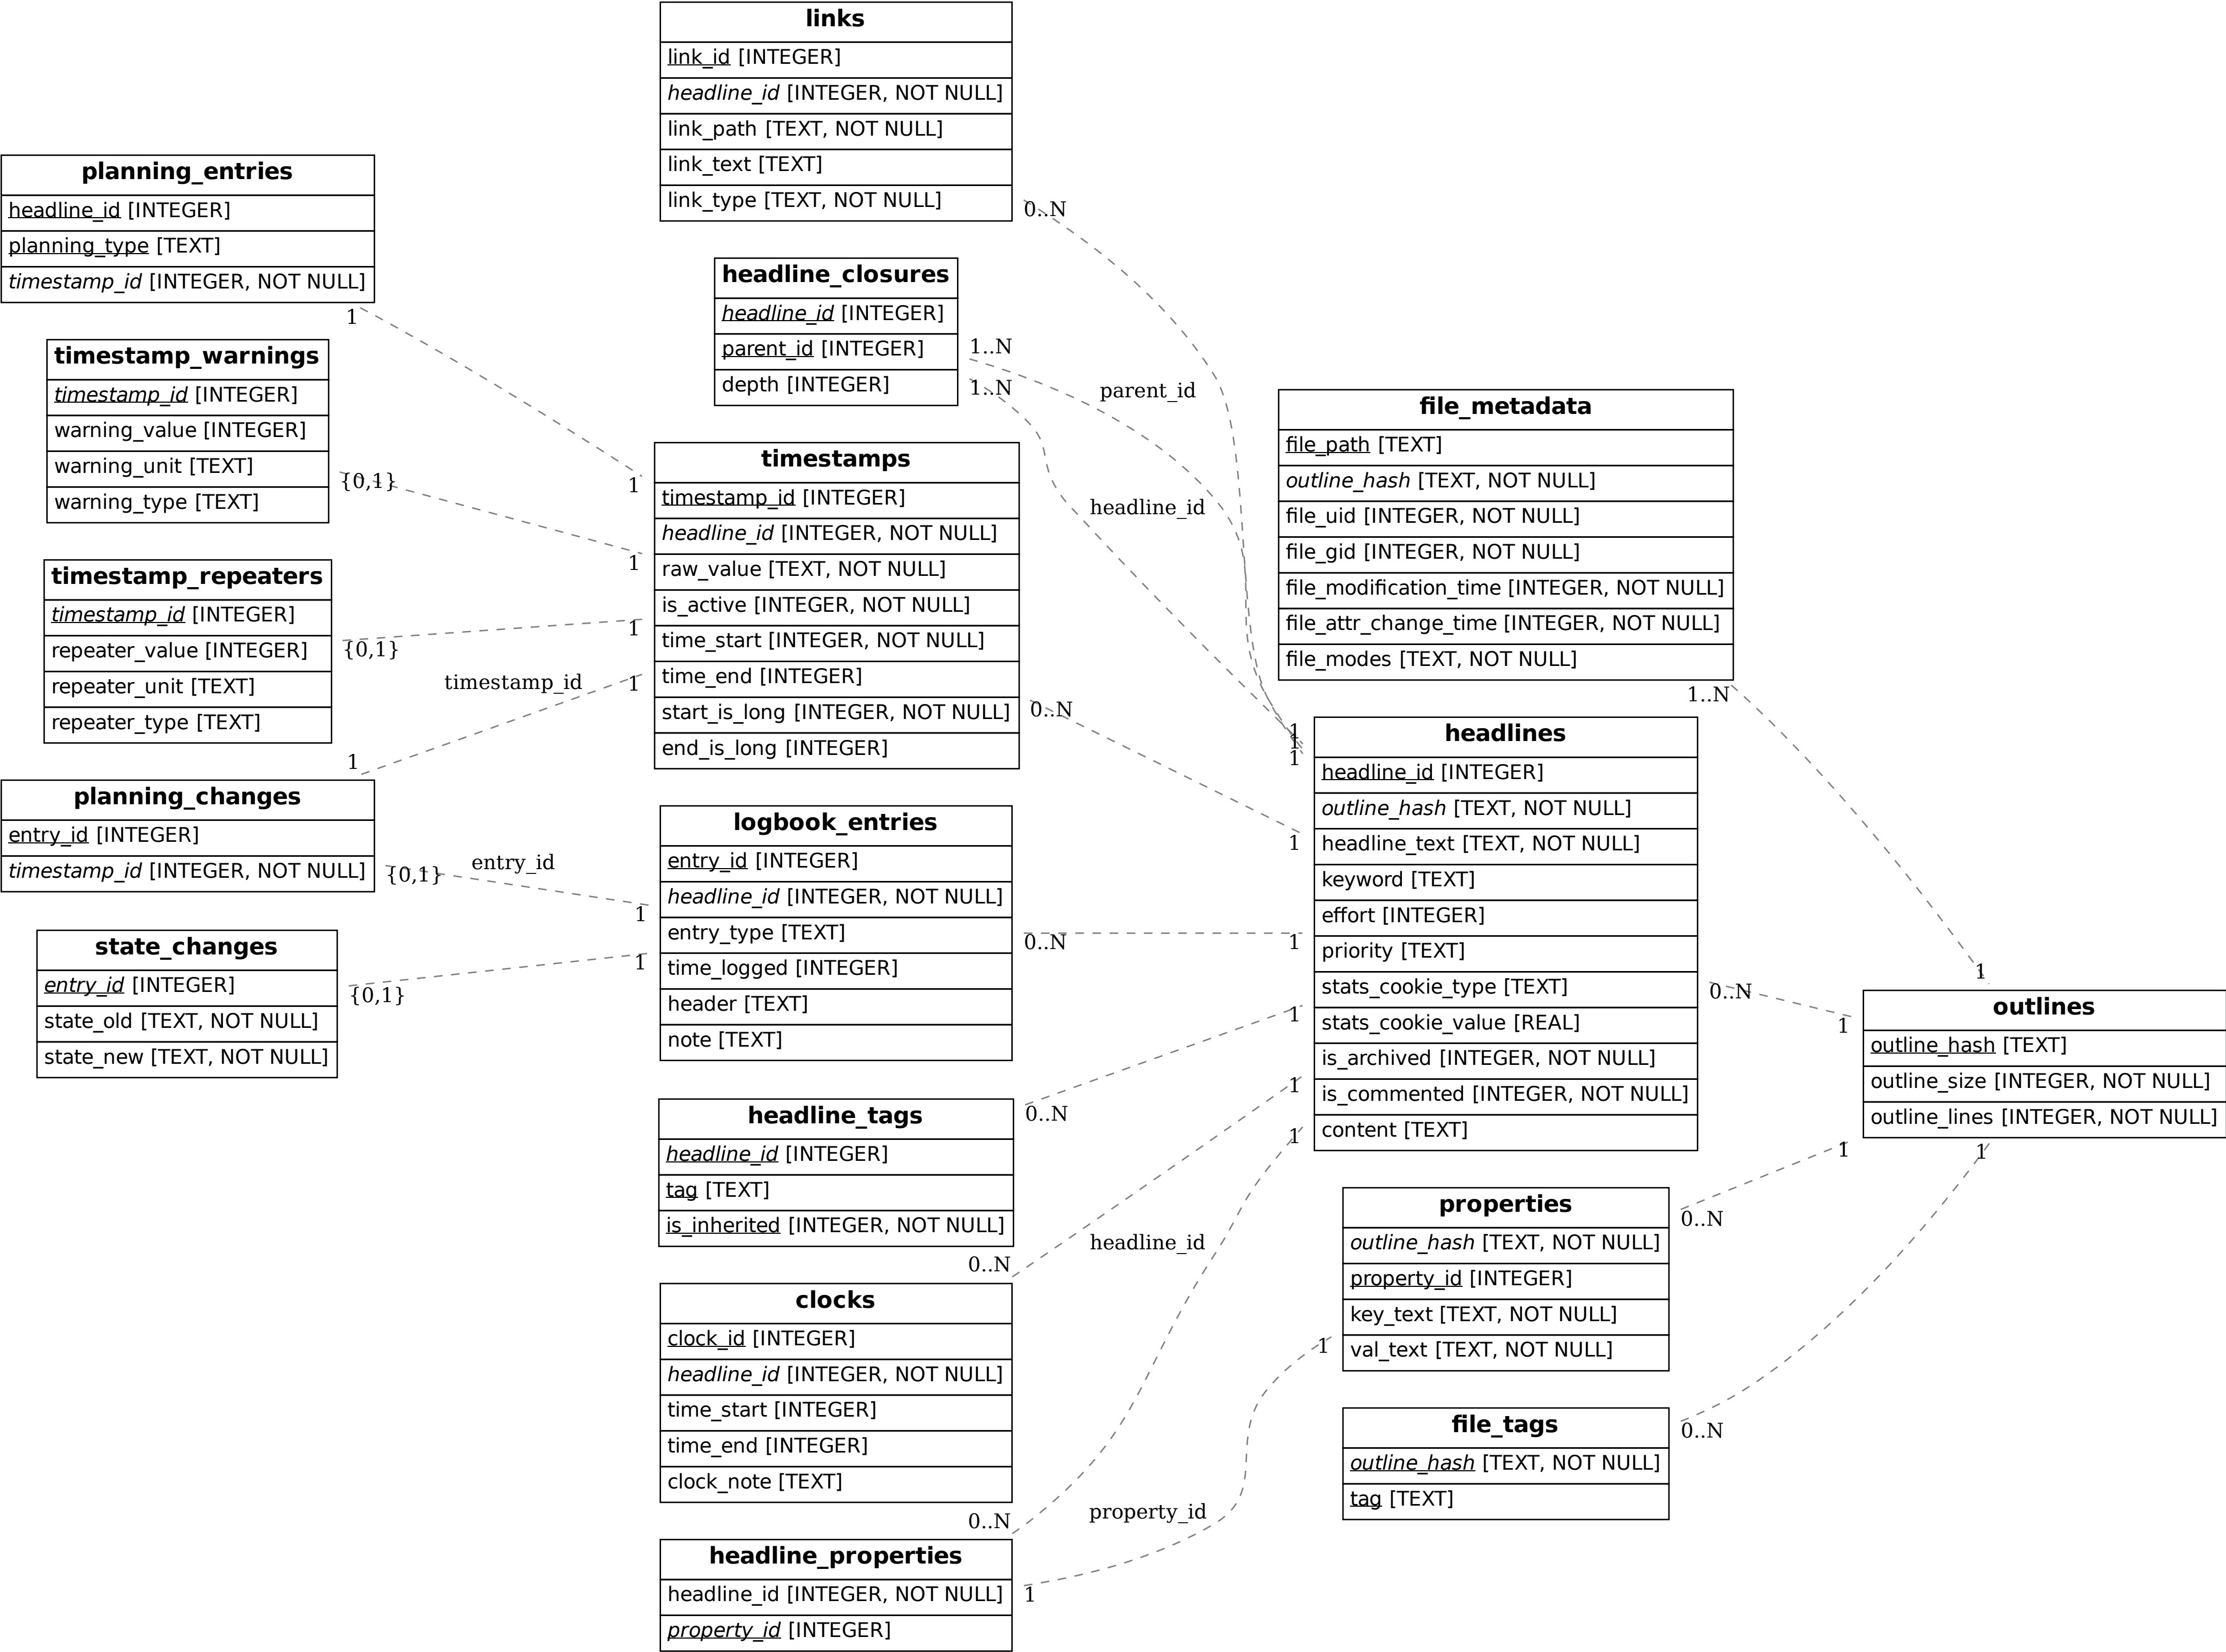 links
link_id [INTEGER]
headline_id [INTEGER, NOT NULL]
link_path [TEXT, NOT NULL]
link_text [TEXT]
link_type [TEXT, NOT NULL]
0..N
planning_entries
headline_id [INTEGER]
planning_type [TEXT]
timestamp_id [INTEGER, NOT NULL]
1
headline_closures
headline_id [INTEGER]
parent_id [INTEGER]
depth [INTEGER]
1..N
1..N
parent_id
headline_id
timestamp_warnings
timestamp_id [INTEGER]
warning_value [INTEGER]
warning_unit [TEXT]
warning_type [TEXT]
{0,1}
timestamps
timestamp_id [INTEGER]
headline_id [INTEGER, NOT NULL]
raw_value [TEXT, NOT NULL]
is_active [INTEGER, NOT NULL]
time_start [INTEGER, NOT NULL]
time_end [INTEGER]
start_is_long [INTEGER, NOT NULL]
end_is_long [INTEGER]
1
1
1
1
0..N
timestamp_repeaters
timestamp_id [INTEGER]
repeater_value [INTEGER]
repeater_unit [TEXT]
repeater_type [TEXT]
{0,1}
timestamp_id
1
planning_changes
entry_id [INTEGER]
timestamp_id [INTEGER, NOT NULL]
{0,1}
entry_id
state_changes
entry_id [INTEGER]
state_old [TEXT, NOT NULL]
state_new [TEXT, NOT NULL]
{0,1}
logbook_entries
entry_id [INTEGER]
headline_id [INTEGER, NOT NULL]
entry_type [TEXT]
time_logged [INTEGER]
header [TEXT]
note [TEXT]
1
1
0..N
file_metadata
file_path [TEXT]
outline_hash [TEXT, NOT NULL]
file_uid [INTEGER, NOT NULL]
file_gid [INTEGER, NOT NULL]
file_modification_time [INTEGER, NOT NULL]
file_attr_change_time [INTEGER, NOT NULL]
file_modes [TEXT, NOT NULL]
1..N
headlines
headline_id [INTEGER]
outline_hash [TEXT, NOT NULL]
headline_text [TEXT, NOT NULL]
keyword [TEXT]
effort [INTEGER]
priority [TEXT]
stats_cookie_type [TEXT]
stats_cookie_value [REAL]
is_archived [INTEGER, NOT NULL]
is_commented [INTEGER, NOT NULL]
content [TEXT]
1
1
1
1
1
1
1
1
0..N
outlines
outline_hash [TEXT]
outline_size [INTEGER, NOT NULL]
outline_lines [INTEGER, NOT NULL]
1
1
1
1
headline_tags
headline_id [INTEGER]
tag [TEXT]
is_inherited [INTEGER, NOT NULL]
0..N
0..N
clocks
clock_id [INTEGER]
headline_id [INTEGER, NOT NULL]
time_start [INTEGER]
time_end [INTEGER]
clock_note [TEXT]
headline_id
0..N
headline_properties
headline_id [INTEGER, NOT NULL]
property_id [INTEGER]
1
property_id
properties
outline_hash [TEXT, NOT NULL]
property_id [INTEGER]
key_text [TEXT, NOT NULL]
val_text [TEXT, NOT NULL]
0..N
1
file_tags
outline_hash [TEXT, NOT NULL]
tag [TEXT]
0..N